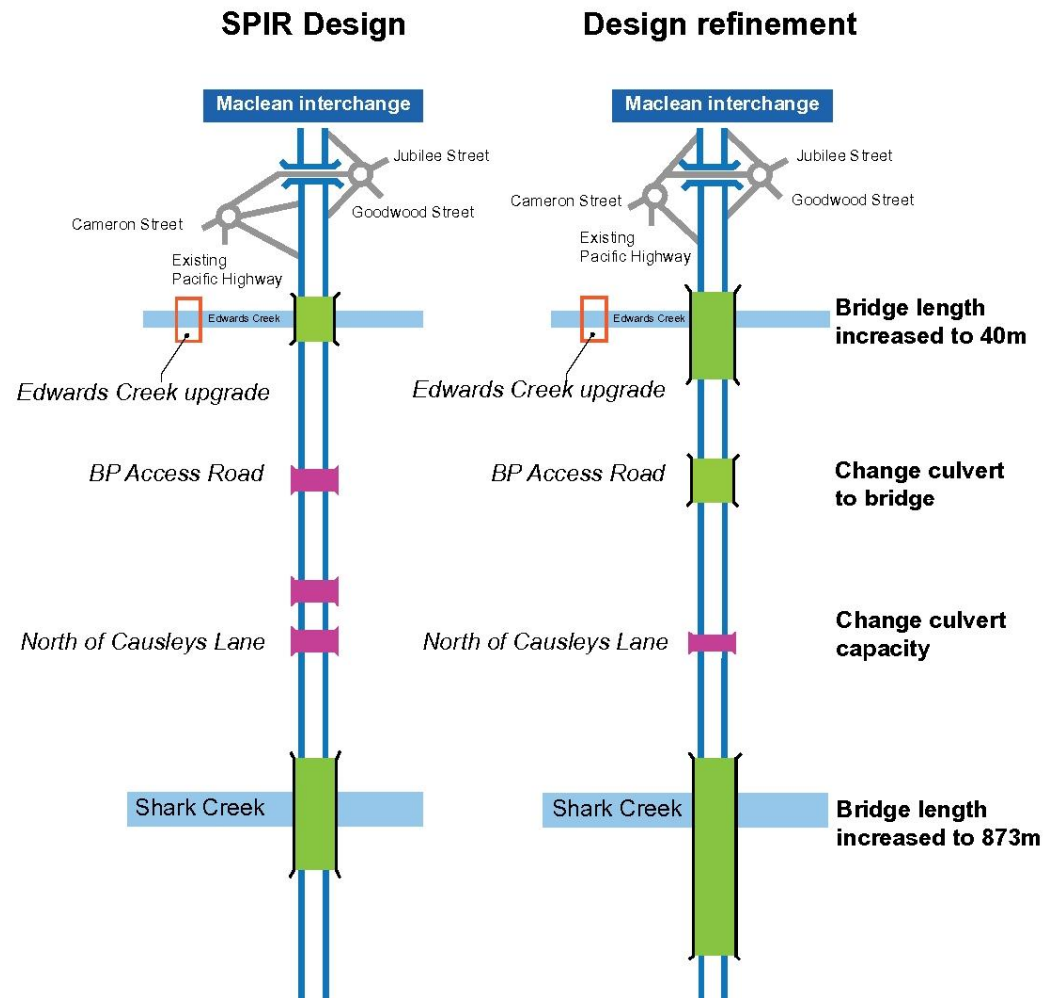 SPIR Design
Design refinement
Maclean interchange
Jubilee Street
Goodwood Street
Cameron Street
Existing
Pacific Highway
Edwards Creek
Edwards Creek upgrade
BP Access Road
North of Causleys Lane
Shark Creek
Maclean interchange
Jubilee Street
Goodwood Street
Cameron Street
Existing
Pacific Highway
Edwards Creek
Bridge length
increased to 40m
Edwards Creek upgrade
BP Access Road
Change culvert
to bridge
North of Causleys Lane
Change culvert
capacity
Shark Creek
Bridge length
increased to 873m